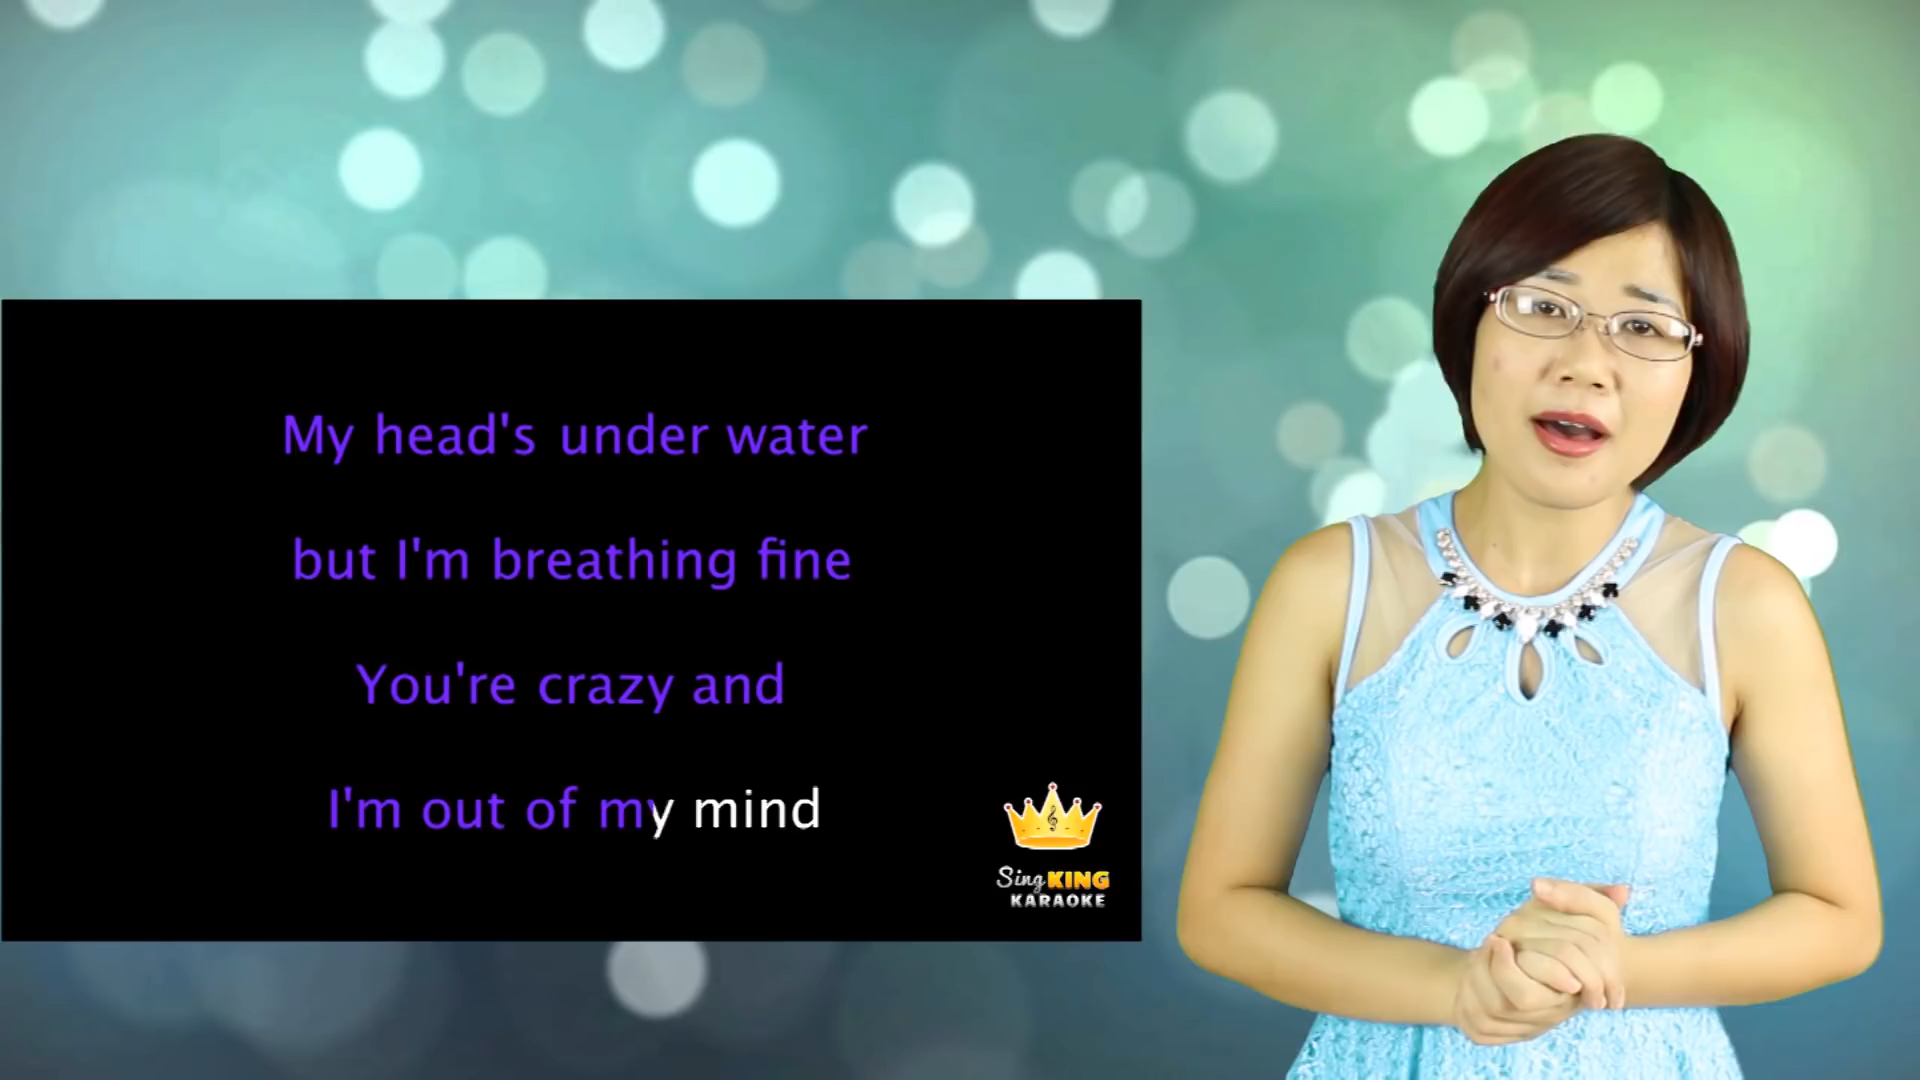 My head's under water
but I'm breathing fine
You're crazy and
I'm out of my mind
Sing KING
KARAOKE